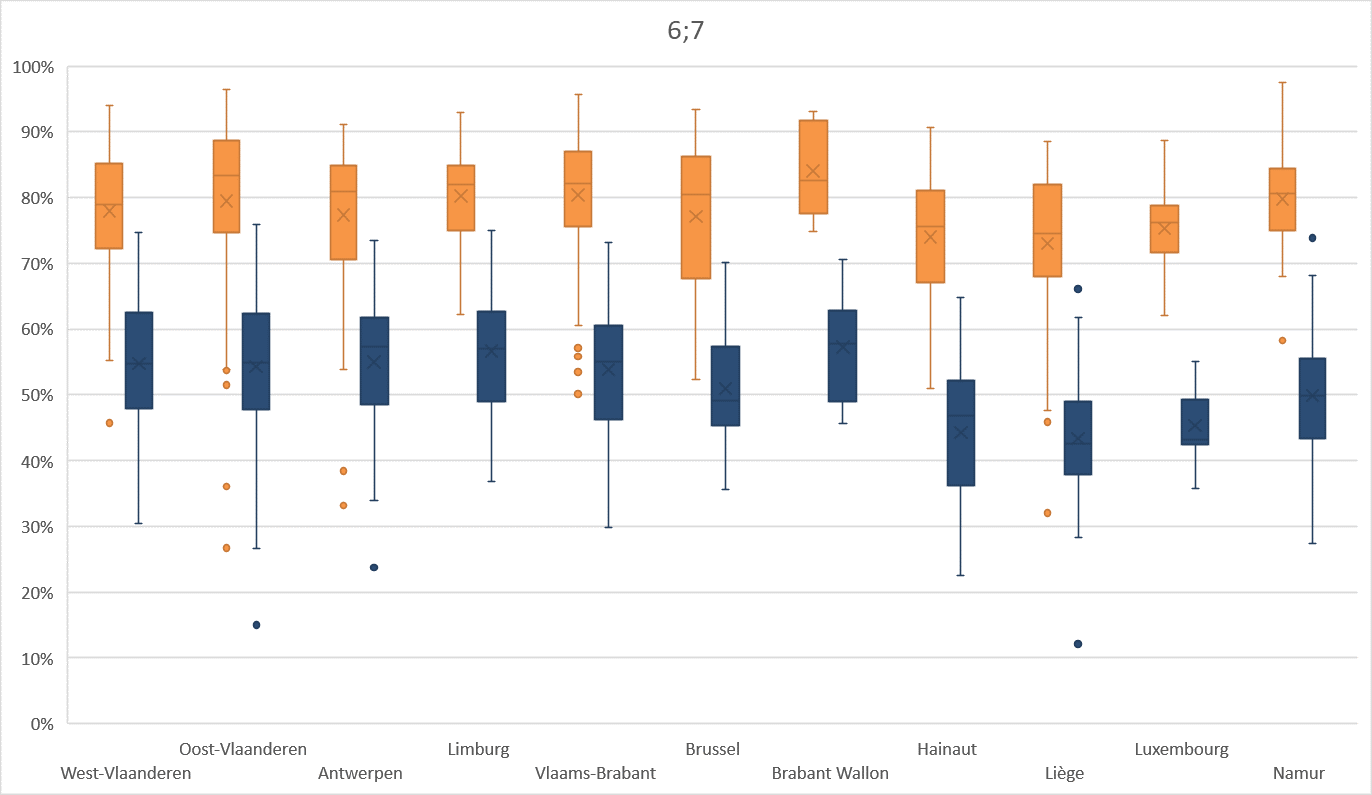 6;7
100%
90%
80%
70%
60%
50%
40%
30%
20%
10%
0%
West-Vlaanderen
Oost-Vlaanderen
Antwerpen
Limburg
Vlaams-Brabant
Brussel
Brabant Wallon
Hainaut
Liège
Luxembourg
Namur